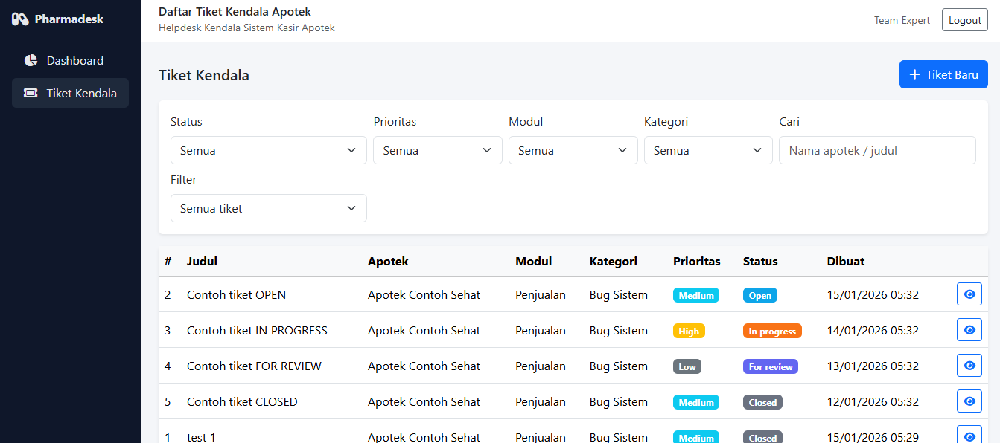 Pharmadesk
Dashboard
Tiket Kendala
Daftar Tiket Kendala Apotek
Helpdesk Kendala Sistem Kasir Apotek
Team Expert Logout
Tiket Kendala
Tiket Baru
Status Prioritas Modul Kategori Cari
Semua Semua Semua Semua Nama apotek / judul
Filter
Semua tiket
# Judul Apotek Modul Kategori Prioritas Status Dibuat
2 Contoh tiket OPEN Apotek Contoh Sehat Penjualan Bug Sistem Medium Open 15/01/2026 05:32
3 Contoh tiket IN PROGRESS Apotek Contoh Sehat Penjualan Bug Sistem High In progress 14/01/2026 05:32
4 Contoh tiket FOR REVIEW Apotek Contoh Sehat Penjualan Bug Sistem Low For review 13/01/2026 05:32
5 Contoh tiket CLOSED Apotek Contoh Sehat Penjualan Bug Sistem Medium Closed 12/01/2026 05:32
1 test 1 Apotek Contoh Sehat Penjualan Bug Sistem Medium Closed 15/01/2026 05:29